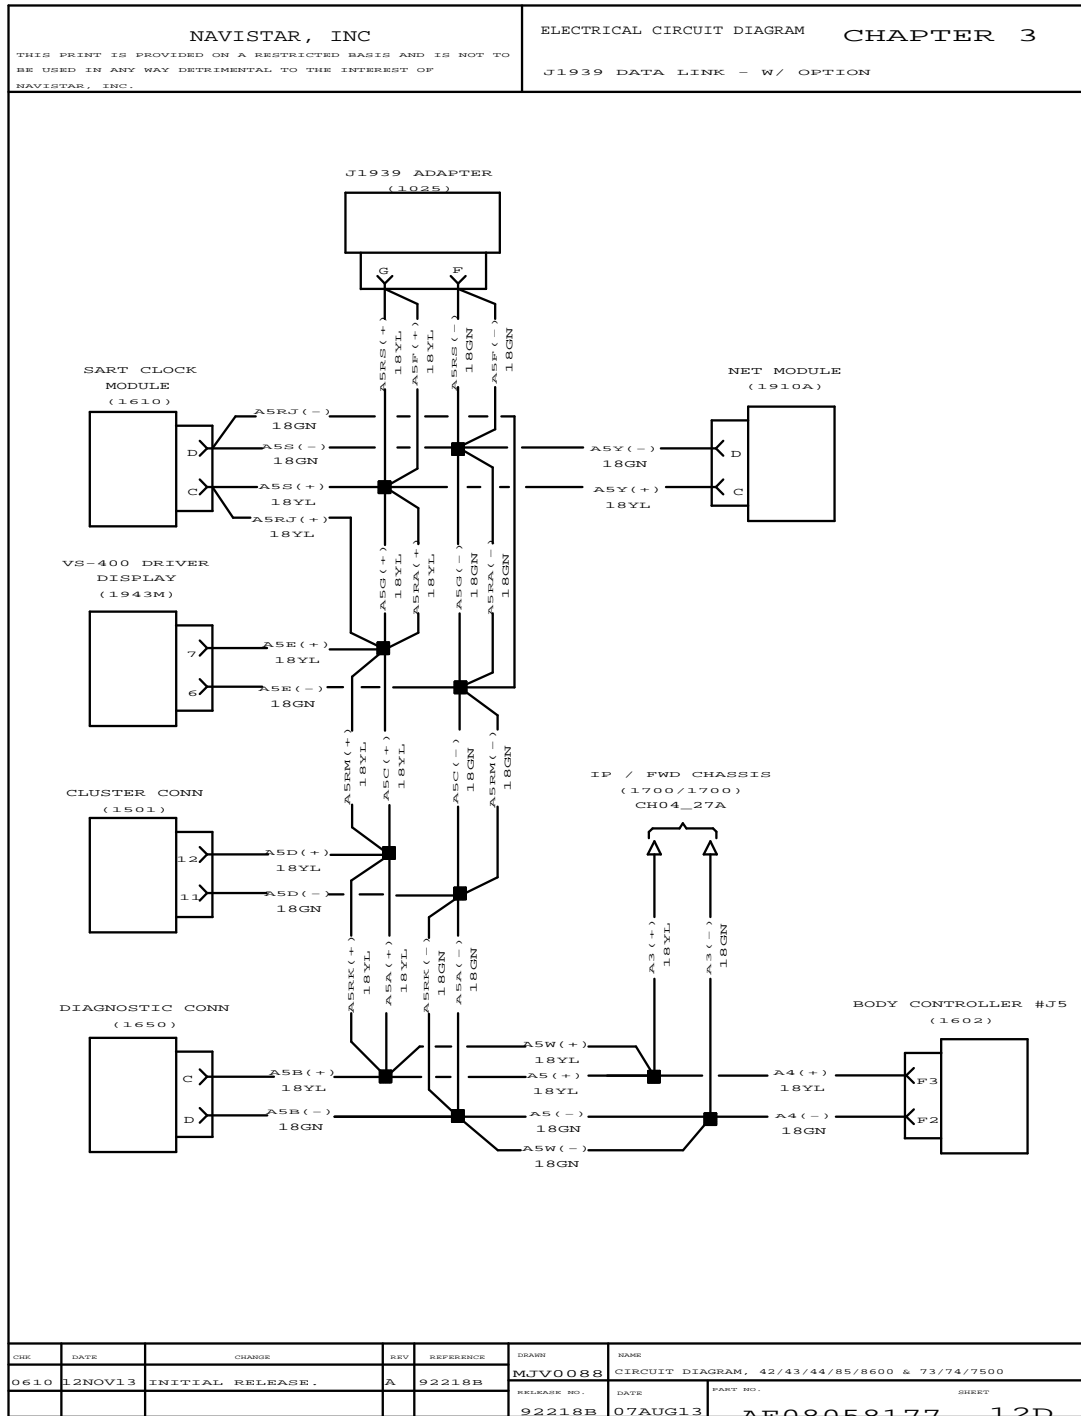 NAVISTAR, INC
THIS PRINT IS PROVIDED ON A RESTRICTED BASIS AND IS NOT TO
BE USED IN ANY WAY DETRIMENTAL TO THE INTEREST OF
NAVISTAR, INC.
ELECTRICAL CIRCUIT DIAGRAM
CHAPTER 3
J1939 DATA LINK - W/ OPTION
J1939 ADAPTER
(1025)
G
F
A5RS(+)
18YL
A5F(+)
18YL
A5RS(-)
18GN
A5F(-)
18GN
SART CLOCK
MODULE
(1610)
D
C
A5RJ(-)
18GN
A5S(-)
18GN
A5S(+)
18YL
A5RJ(+)
18YL
NET MODULE
(1910A)
D
C
A5Y(-)
18GN
A5Y(+)
18YL
A5G(+)
18YL
A5RA(+)
18YL
A5G(-)
18GN
A5RA(-)
18GN
VS-400 DRIVER
DISPLAY
(1943M)
7
6
A5E(+)
18YL
A5E(-)
18GN
A5RM(+)
18YL
A5C(+)
18YL
A5C(-)
18GN
A5RM(-)
18GN
CLUSTER CONN
(1501)
12
11
A5D(+)
18YL
A5D(-)
18GN
IP / FWD CHASSIS
(1700/1700)
CH04_27A
A3(+)
18YL
A3(-)
18GN
A5RK(+)
18YL
A5A(+)
18YL
A5RK(-)
18GN
A5A(-)
18GN
DIAGNOSTIC CONN
(1650)
C
D
A5B(+)
18YL
A5B(-)
18GN
A5W(+)
18YL
A5(+)
18YL
A5(-)
18GN
A5W(-)
18GN
A4(+)
18YL
A4(-)
18GN
BODY CONTROLLER #J5
(1602)
F3
F2
CHK DATE CHANGE REV REFERENCE
0610 12NOV13 INITIAL RELEASE. A 92218B
DRAWN
MJV0088
NAME
CIRCUIT DIAGRAM, 42/43/44/85/8600 & 73/74/7500
RELEASE NO.
92218B
DATE
07AUG13
PART NO.
AF08058177
SHEET
12D